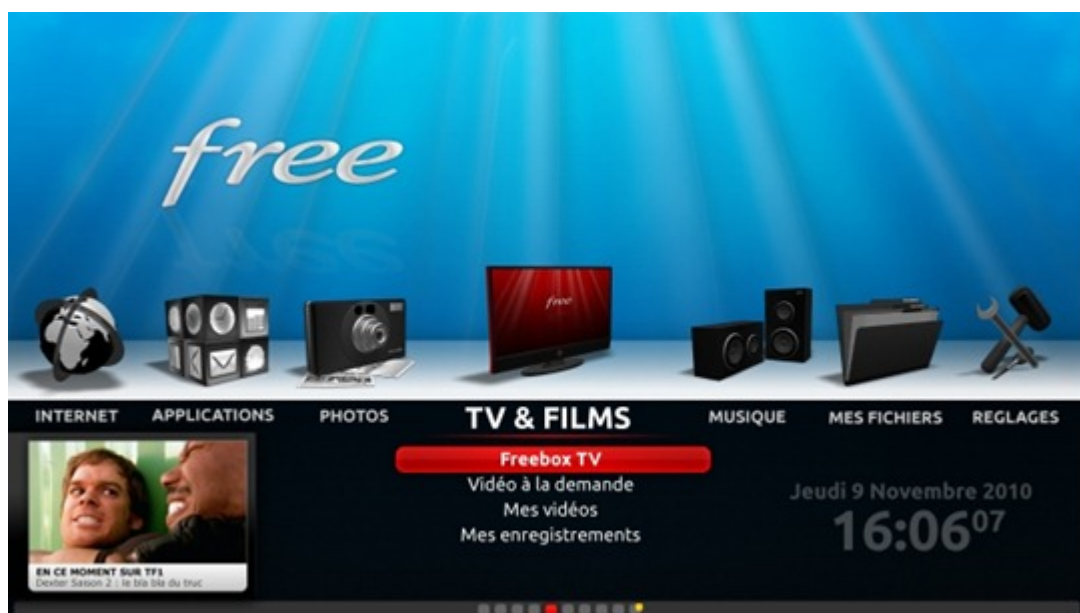 free
free
INTERNET
APPLICATIONS
PHOTOS
TV & FILMS
MUSIQUE
MES FICHIERS
REGLAGES
Freebox TV
Vidéo à la demande
Mes vidéos
Mes enregistrements
Jeudi 9 Novembre 2010
16:06 07
EN CE MOMENT SUR TF1
Dexter Saison 2 : le bla bla du truc